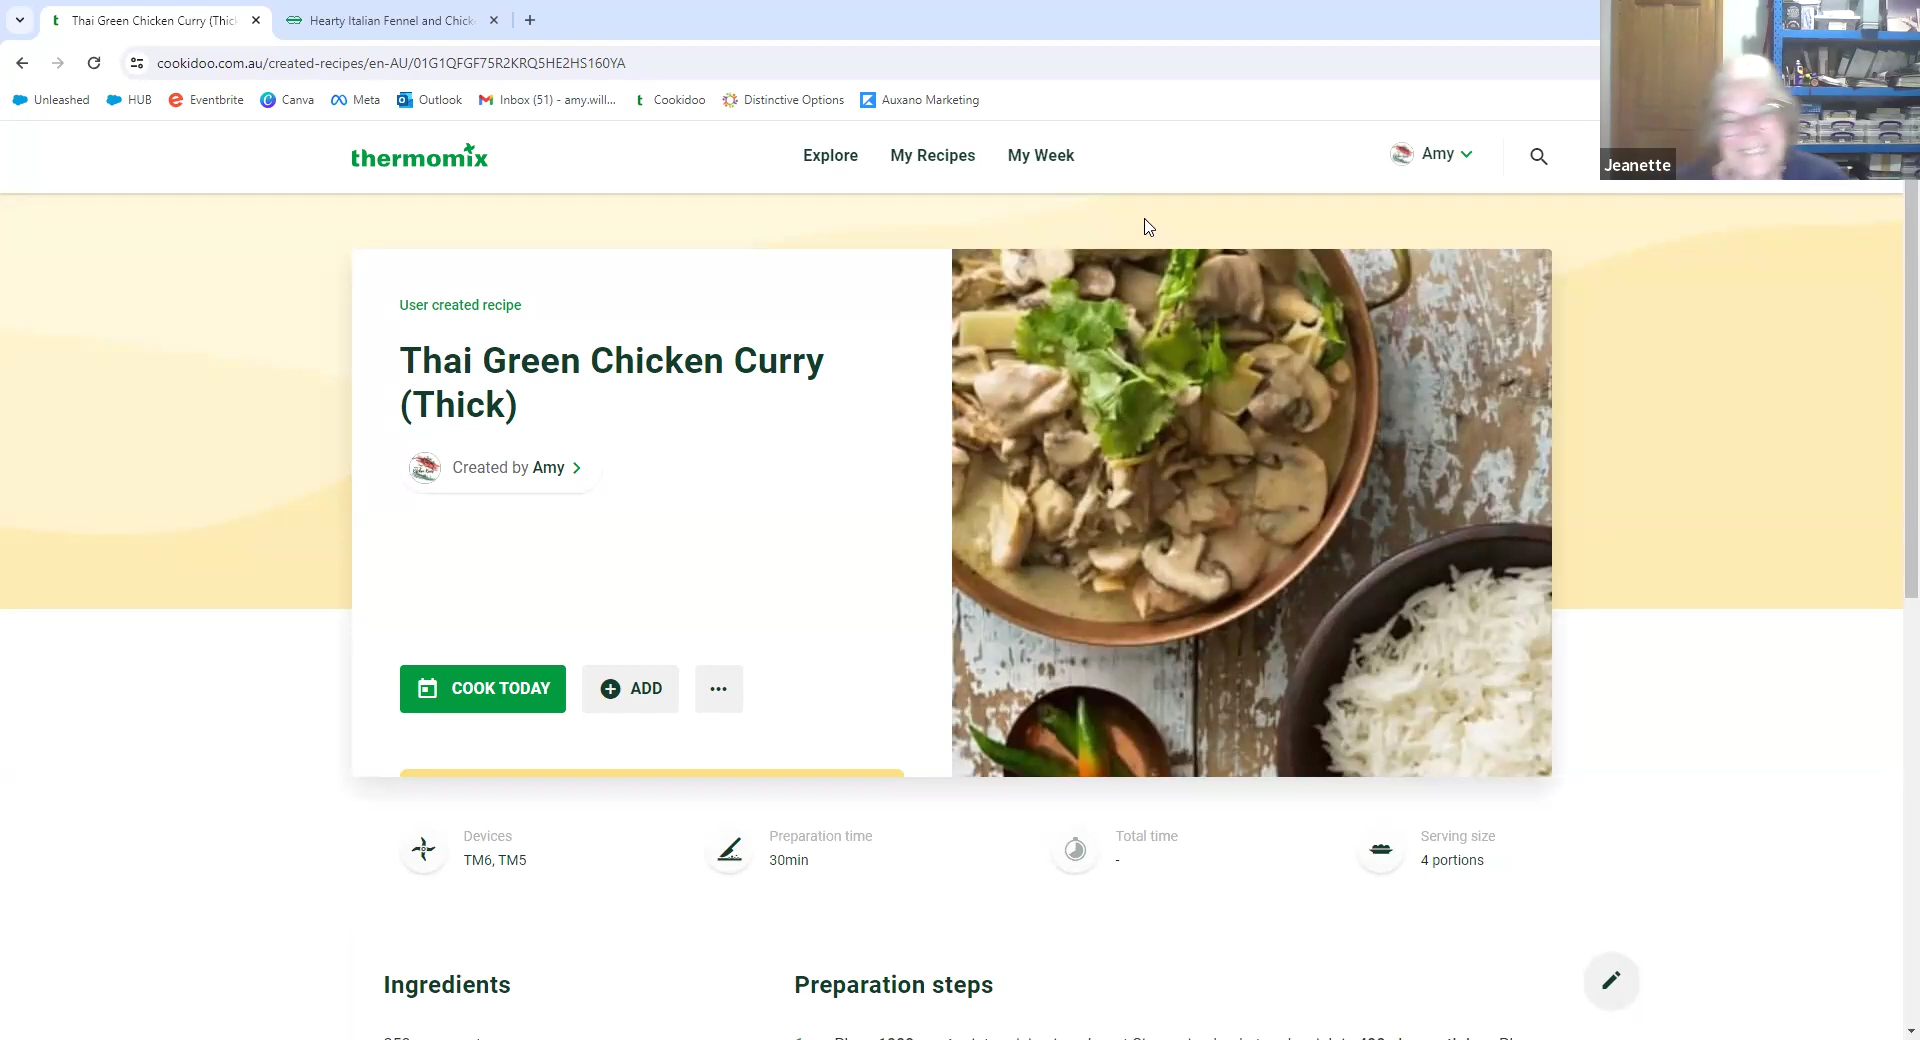 Thai Green Chicken Curry (Thick
Hearty Italian Fennel and Chick
cookidoo.com.au/created-recipes/en-AU/01G1QFGF75R2KRQ5HE2HS160YA
Unleashed HUB Eventbrite Canva Meta Outlook Inbox (51) - amy.will... Cookidoo Distinctive Options Auxano Marketing
thermomix
Explore My Recipes My Week
Amy
Jeanette
User created recipe
Thai Green Chicken Curry
(Thick)
Created by Amy
COOK TODAY ADD
Devices
TM6, TM5
Preparation time
30min
Total time
-
Serving size
4 portions
Ingredients
Preparation steps